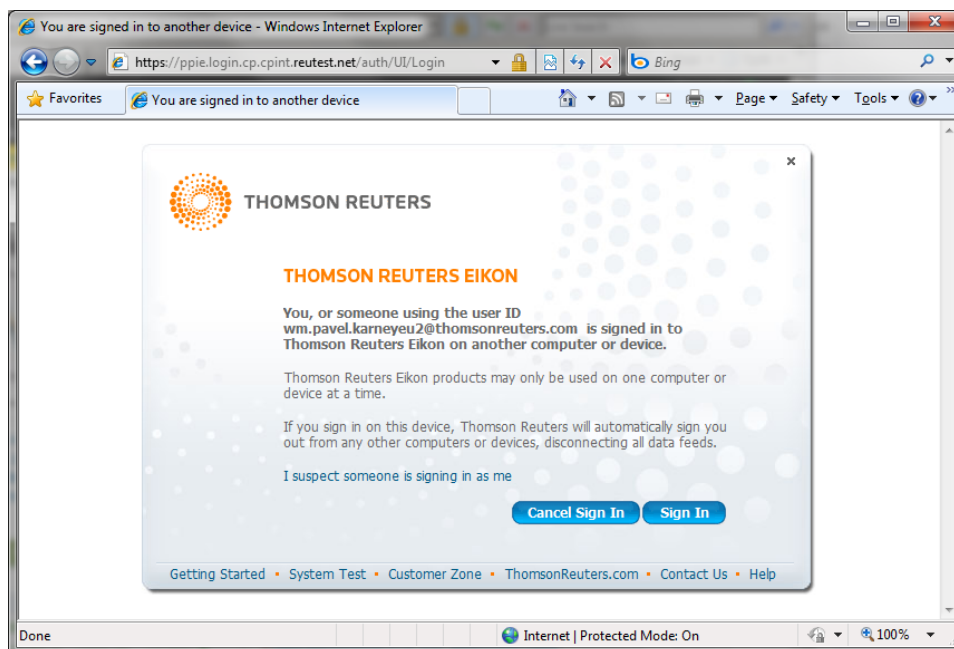 You are signed in to another device - Windows Internet Explorer
https://ppie.login.cp.cpint.reutest.net/auth/UI/Login
Bing
Favorites
You are signed in to another device
Page
Safety
Tools
THOMSON REUTERS
THOMSON REUTERS EIKON
You, or someone using the user ID
wm.pavel.karneyeu2@thomsonreuters.com is signed in to
Thomson Reuters Eikon on another computer or device.
Thomson Reuters Eikon products may only be used on one computer or
device at a time.
If you sign in on this device, Thomson Reuters will automatically sign you
out from any other computers or devices, disconnecting all data feeds.
I suspect someone is signing in as me
Cancel Sign In Sign In
Getting Started • System Test • Customer Zone • ThomsonReuters.com • Contact Us • Help
Done
Internet | Protected Mode: On
100%